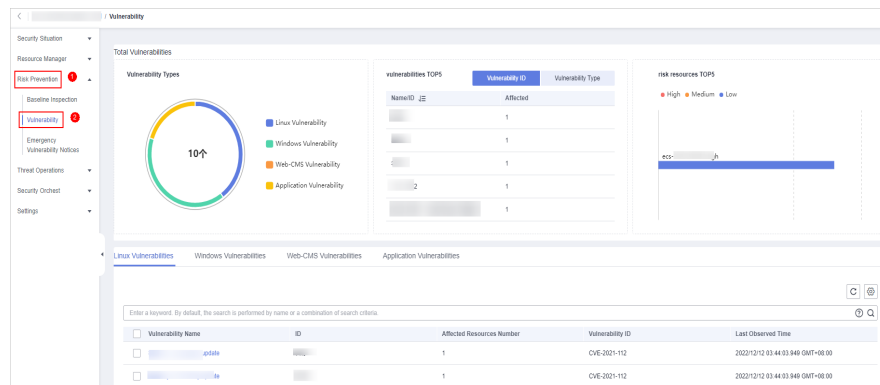 / Vulnerability
Security Situation
Resource Manager
Risk Prevention 1
Baseline Inspection
Vulnerability 2
Emergency
Vulnerability Notices
Threat Operations
Security Orchest
Settings
Total Vulnerabilities
Vulnerability Types
10个
Linux Vulnerability
Windows Vulnerability
Web-CMS Vulnerability
Application Vulnerability
vulnerabilities TOP5 Vulnerability ID Vulnerability Type
Name/ID Affected
1
1
1
2 1
1
risk resources TOP5
High Medium Low
ecs- h
Linux Vulnerabilities Windows Vulnerabilities Web-CMS Vulnerabilities Application Vulnerabilities
Enter a keyword. By default, the search is performed by name or a combination of search criteria.
Vulnerability Name ID Affected Resources Number Vulnerability ID Last Observed Time
update 1 CVE-2021-112 2022/12/12 03:44:03.949 GMT+08:00
te 1 CVE-2021-112 2022/12/12 03:44:03.949 GMT+08:00